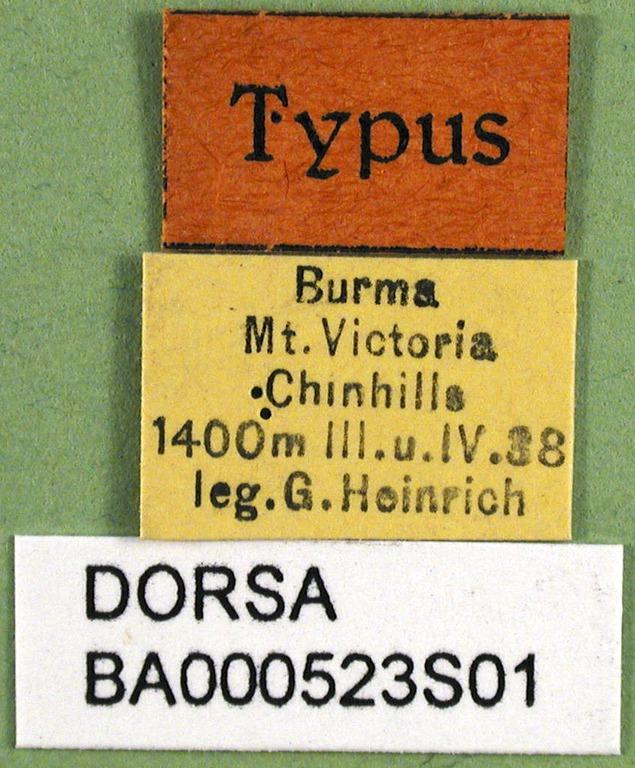 Typus
Burma
Mt. Victoria
Chinhills
1400m III.u.IV.38
leg.G.Heinrich
DORSA
BA000523S01